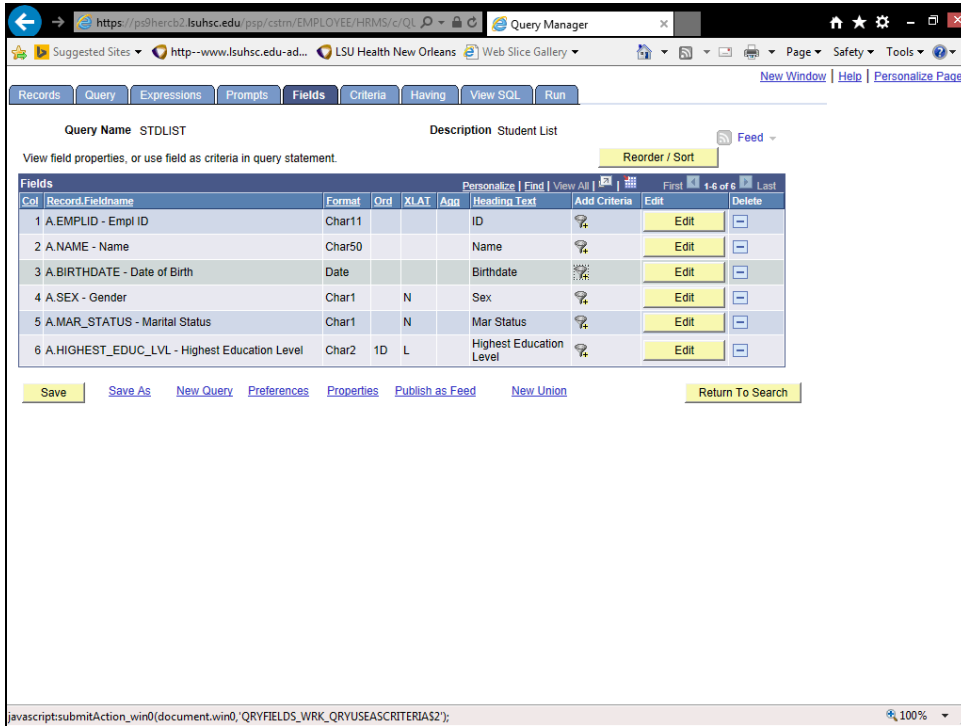 https://ps9hercb2.lsuhsc.edu/psp/cstrn/EMPLOYEE/HRMS/c/QU Query Manager
Suggested Sites http--www.lsuhsc.edu-ad... LSU Health New Orleans Web Slice Gallery Page Safety Tools
New Window | Help | Personalize Page
Records Query Expressions Prompts Fields Criteria Having View SQL Run
Query Name STDLIST Description Student List
Feed
View field properties, or use field as criteria in query statement. Reorder / Sort
Fields Personalize | Find | View All | | First 1-6 of 6 Last
Col Record.Fieldname Format Ord XLAT Agg Heading Text Add Criteria Edit Delete
1 A.EMPLID - Empl ID Char11 ID Edit
2 A.NAME - Name Char50 Name Edit
3 A.BIRTHDATE - Date of Birth Date Birthdate Edit
4 A.SEX - Gender Char1 N Sex Edit
5 A.MAR_STATUS - Marital Status Char1 N Mar Status Edit
6 A.HIGHEST_EDUC_LVL - Highest Education Level Char2 1D L Highest Education Level Edit
Save Save As New Query Preferences Properties Publish as Feed New Union Return To Search
javascript:submitAction_win0(document.win0,'QRYFIELDS_WRK_QRYUSEASCRITERIA$2'); 100%